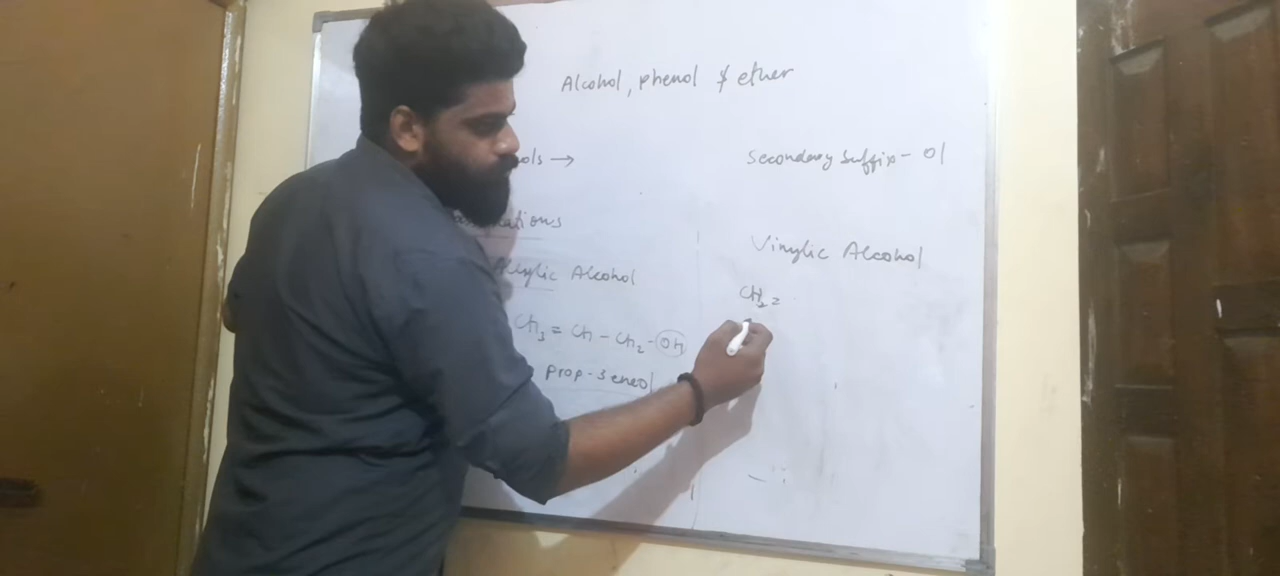 Alcohol, phenol & ether
ols →
Secondary Suffix - ol
ations
Vinylic Alcohol
Allylic Alcohol
CH2 =
CH3 = CH - CH2 - OH
prop-3 eneol